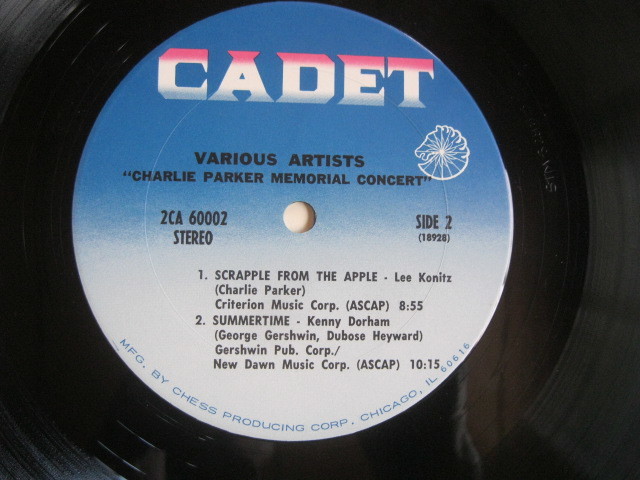 CADET
VARIOUS ARTISTS
"CHARLIE PARKER MEMORIAL CONCERT"
2CA 60002
STEREO
SIDE 2
(18928)
1. SCRAPPLE FROM THE APPLE - Lee Konitz
(Charlie Parker)
Criterion Music Corp. (ASCAP) 8:55
2. SUMMERTIME - Kenny Dorham
(George Gershwin, Dubose Heyward)
Gershwin Pub. Corp./
New Dawn Music Corp. (ASCAP) 10:15
MFG. BY CHESS PRODUCING CORP., CHICAGO, IL 60616